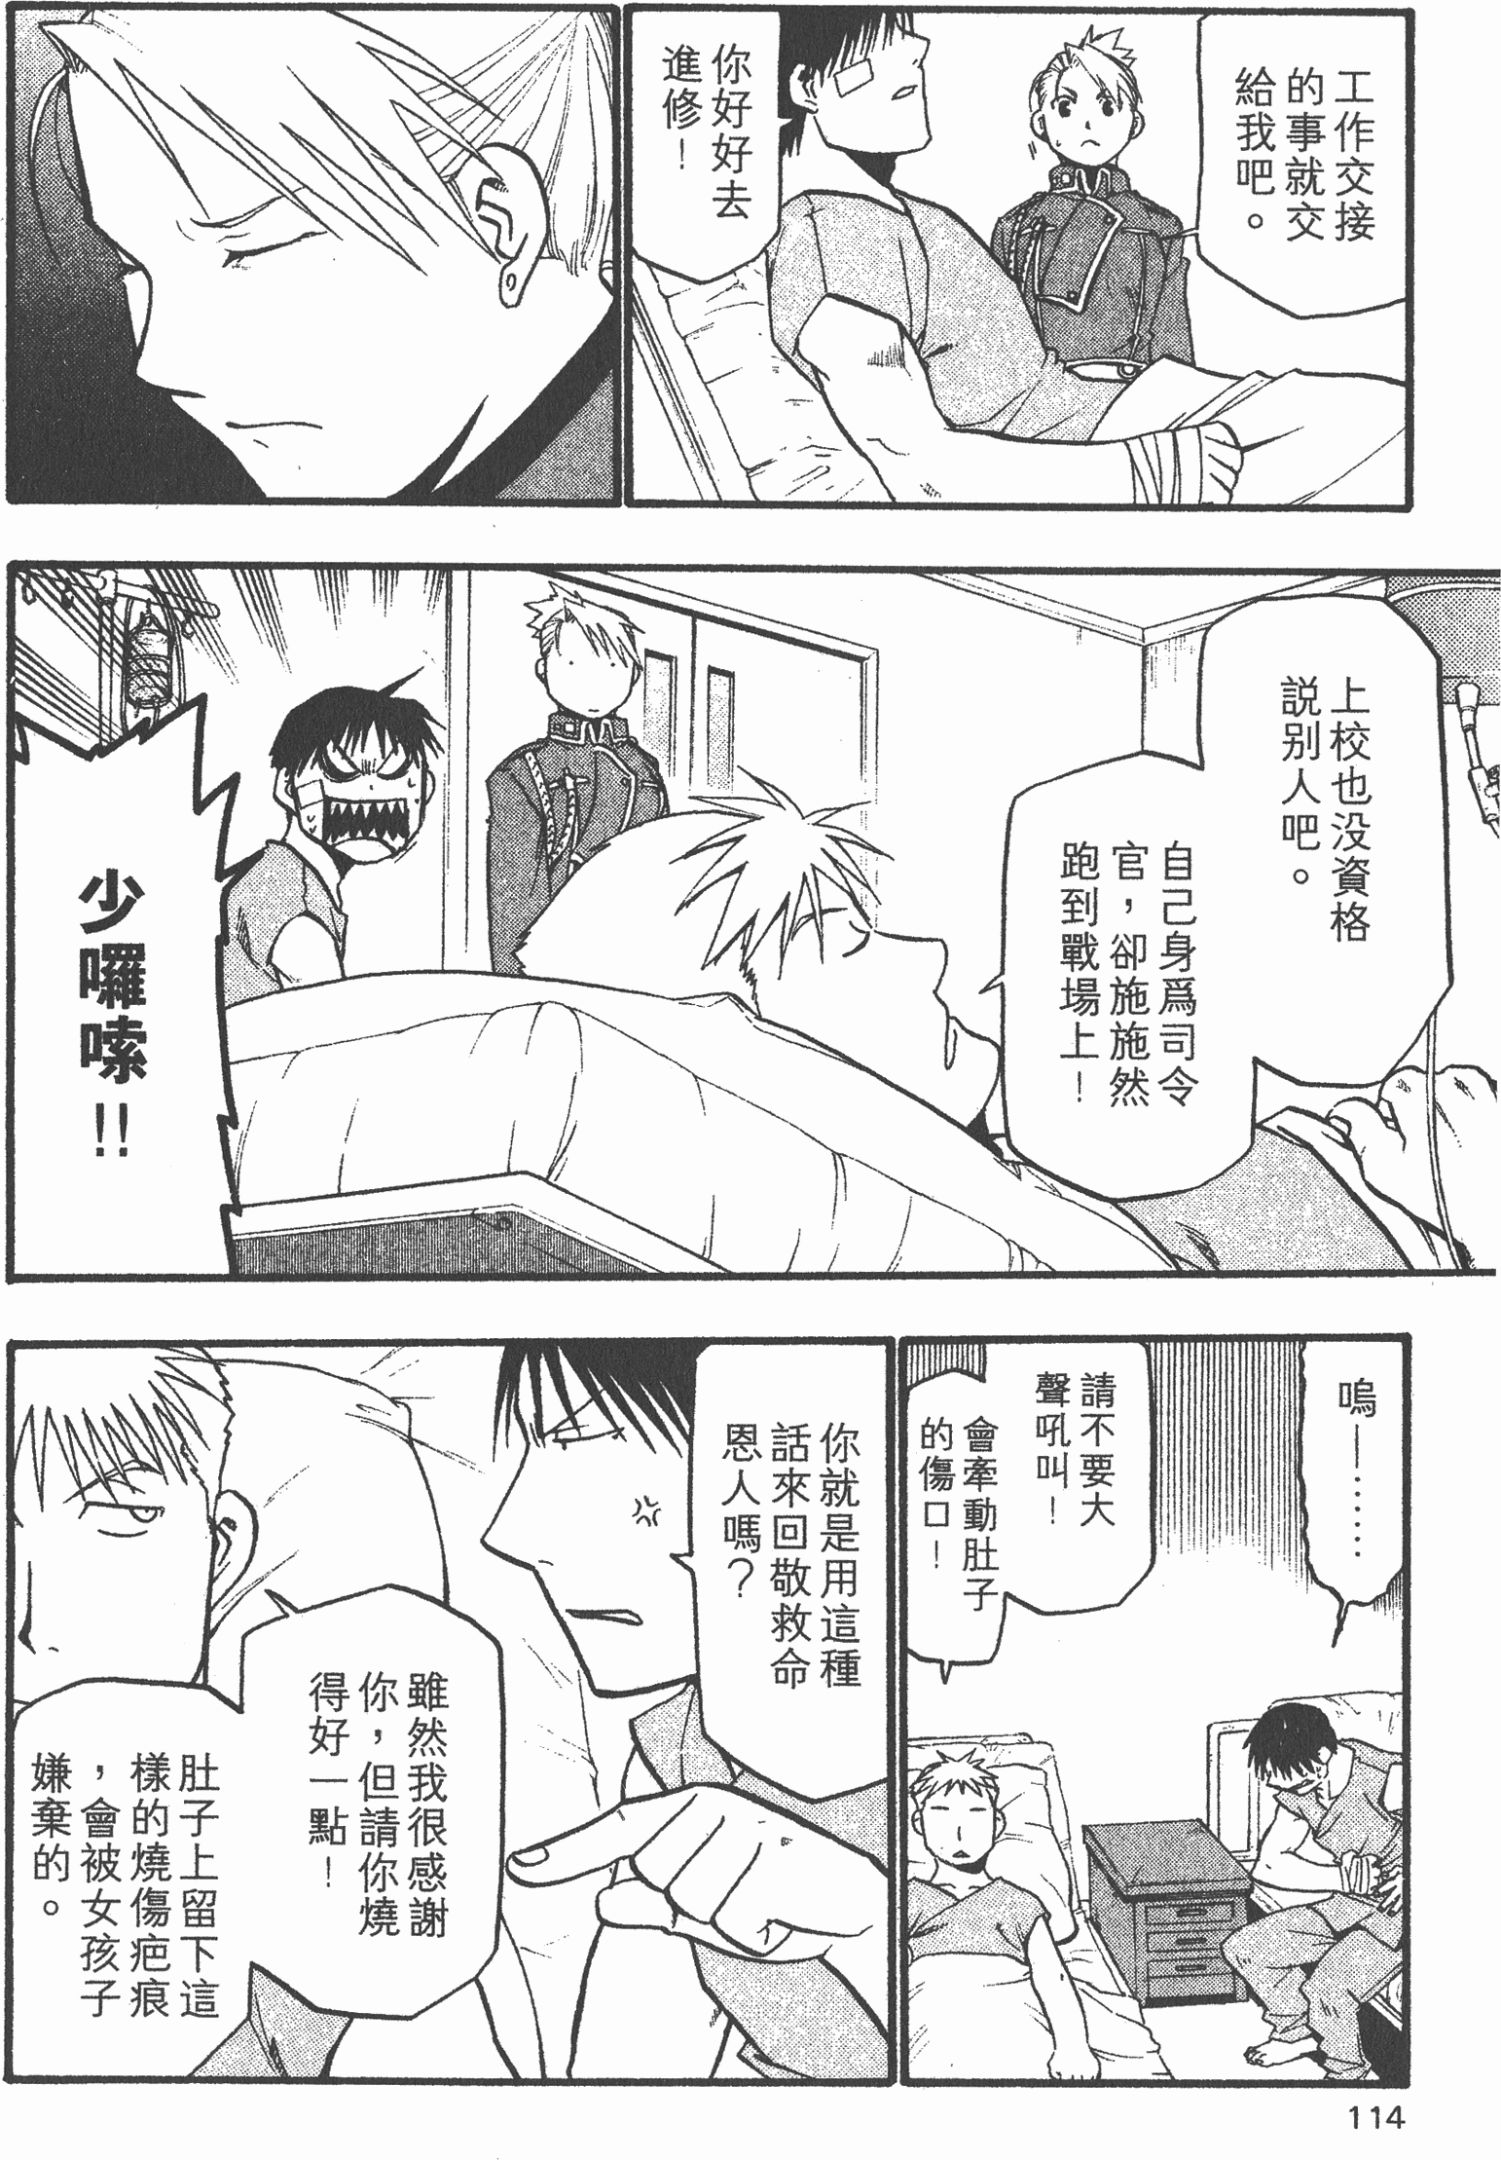 工作交接
的事就交
給我吧。
你好好去
進修！
上校也没資格
説別人吧。
自己身爲司令
官，卻施施然
跑到戰場上！
少囉嗦!!
嗚―……
請不要大
聲吼叫！
會牽動肚子
的傷口！
你就是用這種
話來回敬救命
恩人嗎？
雖然我很感謝
你，但請你燒
得好一點！
肚子上留下這
樣的燒傷疤痕
，會被女孩子
嫌棄的。
114